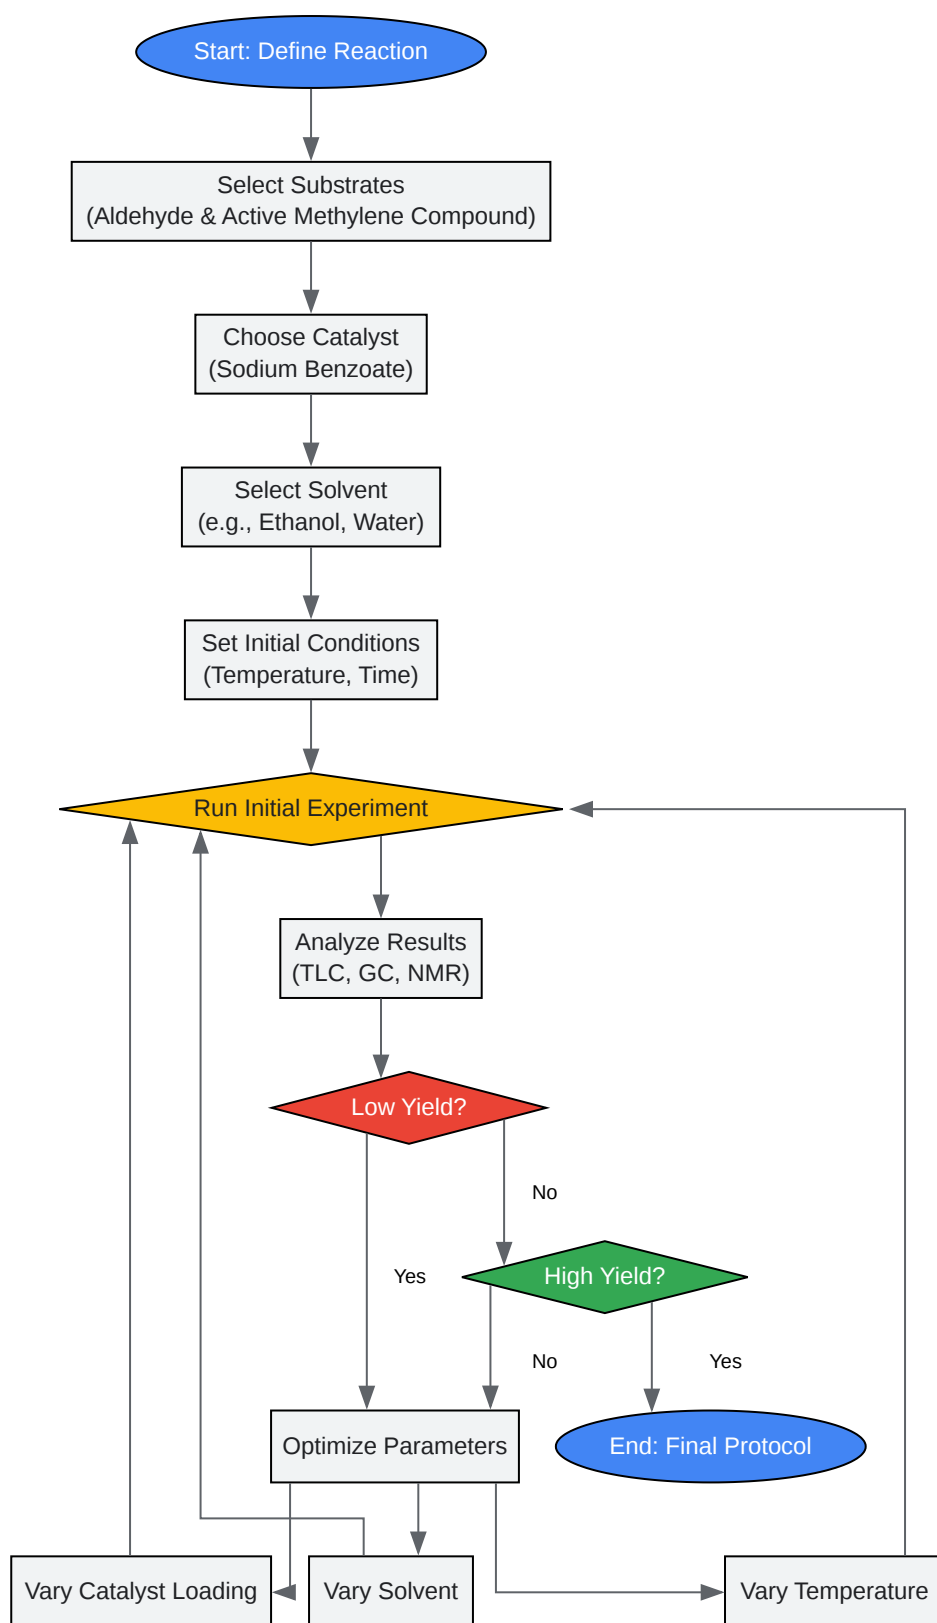 Start: Define Reaction
Select Substrates
(Aldehyde & Active Methylene Compound)
Choose Catalyst
(Sodium Benzoate)
Select Solvent
(e.g., Ethanol, Water)
Set Initial Conditions
(Temperature, Time)
Run Initial Experiment
Analyze Results
(TLC, GC, NMR)
Low Yield?
No
Yes
High Yield?
No
Yes
Optimize Parameters
End: Final Protocol
Vary Catalyst Loading
Vary Solvent
Vary Temperature